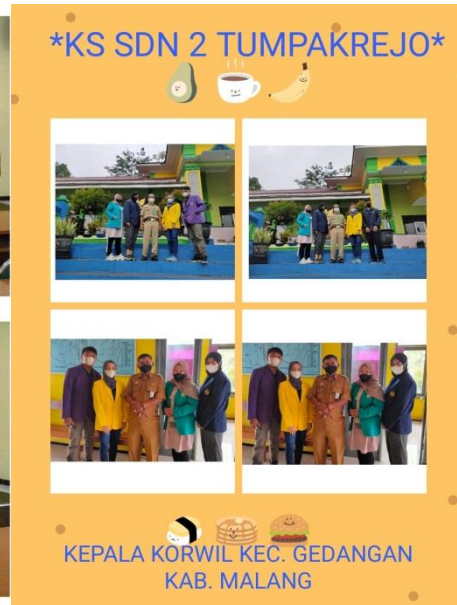 *KS SDN 2 TUMPAKREJO*
KEPALA KORWIL KEC. GEDANGAN
KAB. MALANG